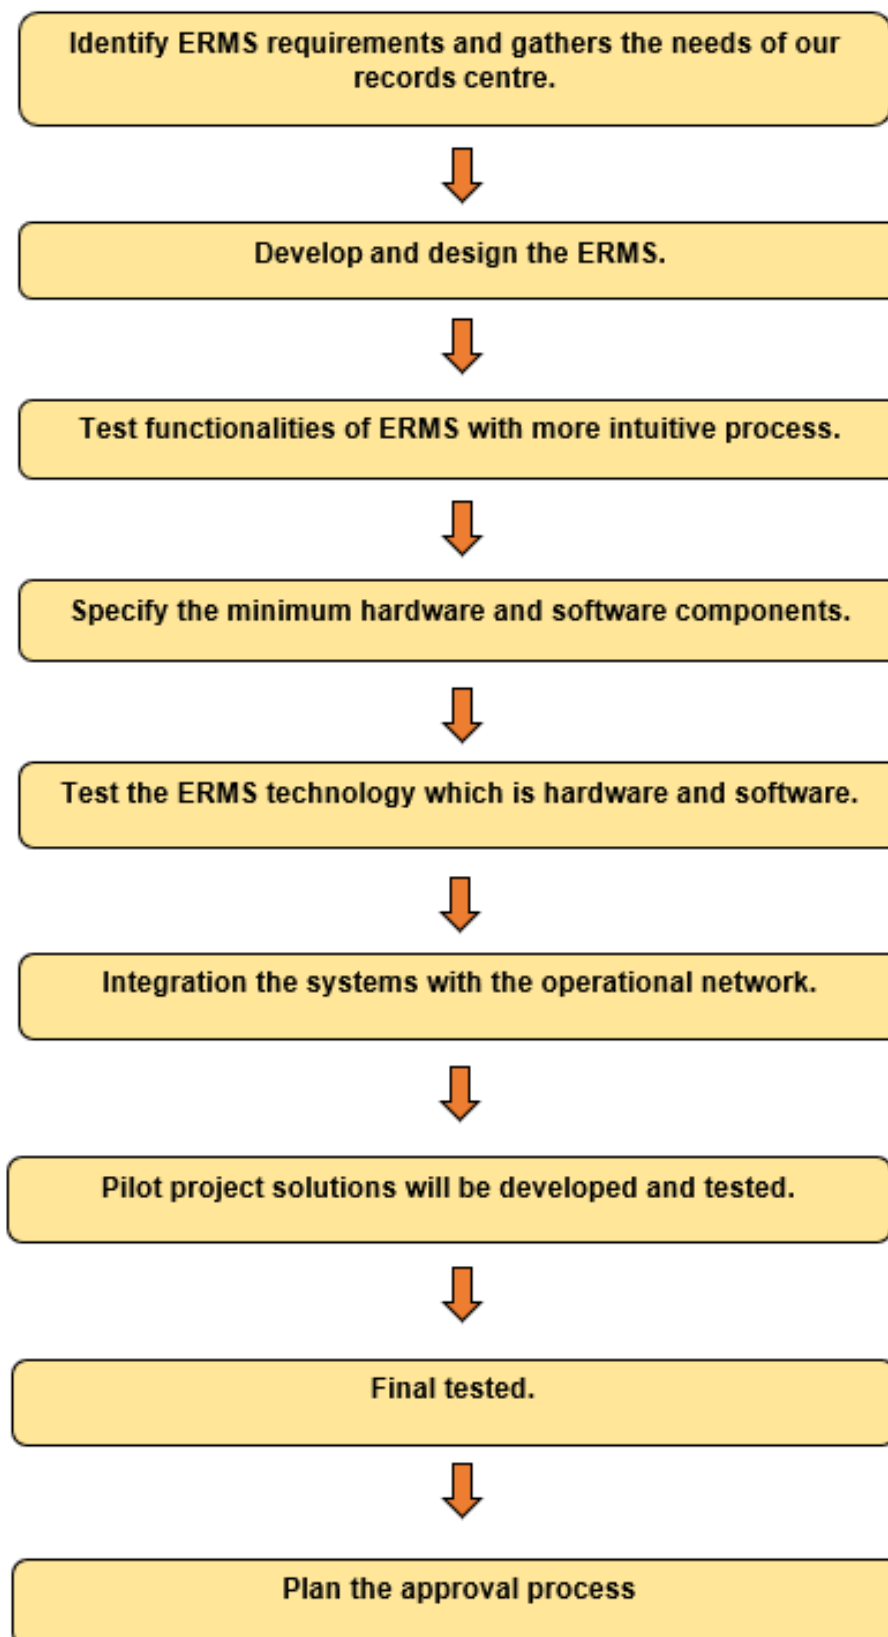 Identify ERMS requirements and gathers the needs of our
records centre.
Develop and design the ERMS.
Test functionalities of ERMS with more intuitive process.
Specify the minimum hardware and software components.
Test the ERMS technology which is hardware and software.
Integration the systems with the operational network.
Pilot project solutions will be developed and tested.
Final tested.
Plan the approval process